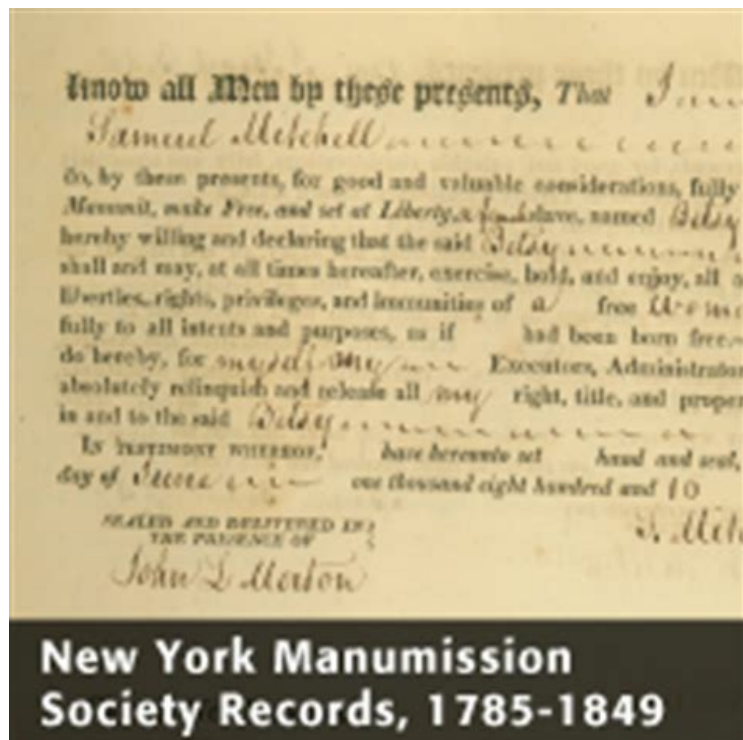 Know all Men by these presents, That
Samuel Mitchell
do, by these presents, for good and valuable considerations, fully
Manumit, make Free, and set at Liberty, a slave, named Betsy
hereby willing and declaring that the said Betsy
shall and may, at all times hereafter, exercise, hold, and enjoy, all
liberties, rights, privileges, and immunities of a free
fully to all intents and purposes, as if had been born free.
do hereby, for myself my Executors, Administrator
absolutely relinquish and release all my right, title, and proper
in and to the said Betsy
IN TESTIMONY WHEREOF, have hereunto set hand and seal,
day of June one thousand eight hundred and 10
SEALED AND DELIVERED IN
THE PRESENCE OF
S. Mitc
John L Morton
New York Manumission
Society Records, 1785-1849